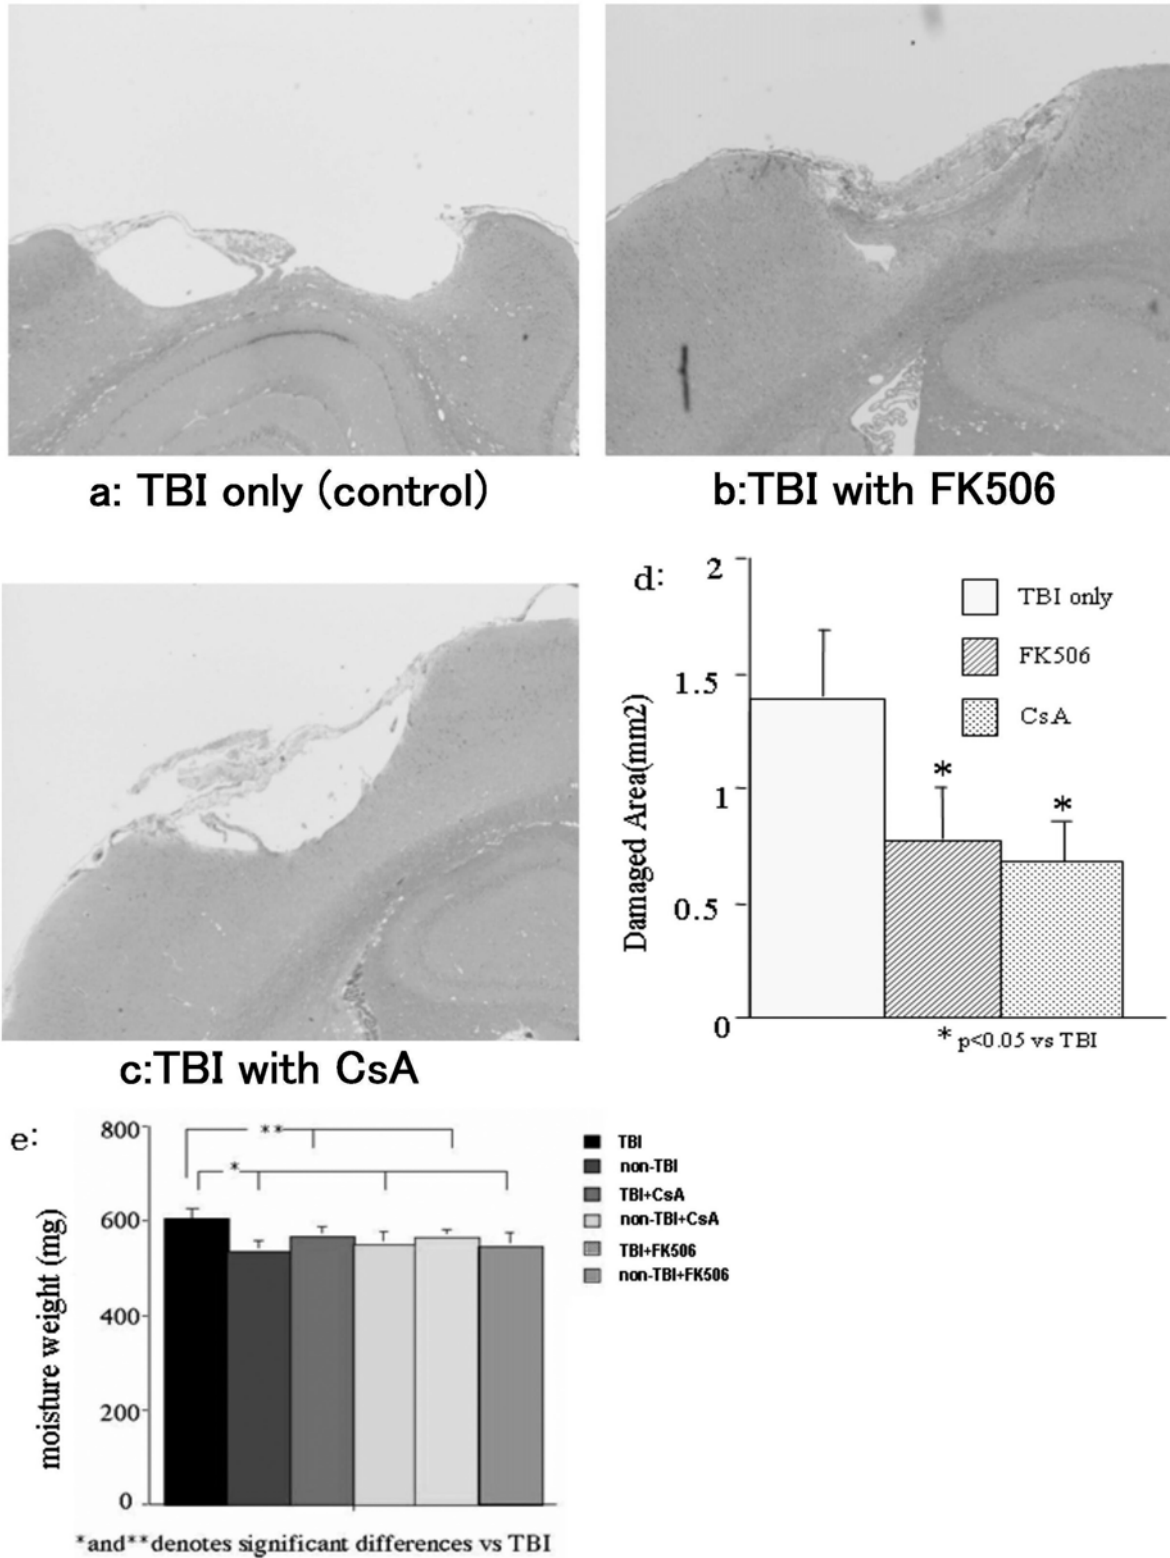 a: TBI only (control)
b:TBI with FK506
c:TBI with CsA
d:
2
1.5
1
0.5
0
Damaged Area(mm2)
TBI only
FK506
CsA
*
*
* p<0.05 vs TBI
e:
800
600
400
200
0
moisture weight (mg)
**
*
TBI
non-TBI
TBI+CsA
non-TBI+CsA
TBI+FK506
non-TBI+FK506
*and**denotes significant differences vs TBI